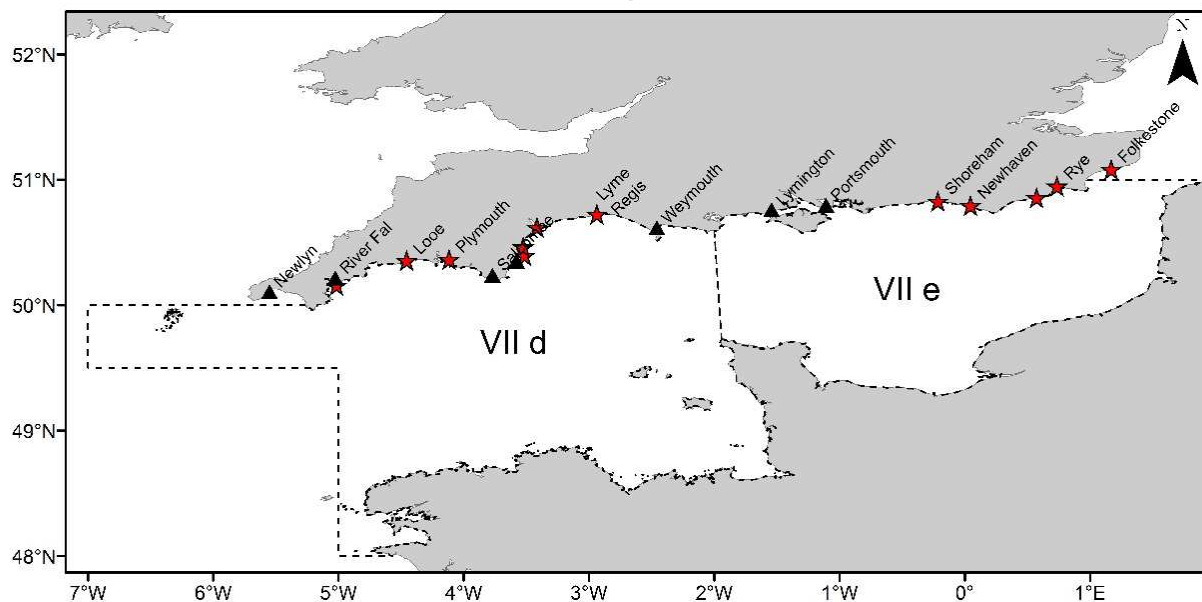 N
52°N
51°N
50°N
49°N
48°N
Newlyn
River Fal
Looe
Plymouth
Lyme
Regis
Weymouth
Lymington
Portsmouth
Shoreham
Newhaven
Rye
Folkestone
VII d
VII e
7°W
6°W
5°W
4°W
3°W
2°W
1°W
0°
1°E